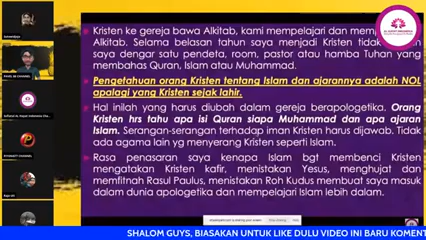 Kristen ke gereja bawa Alkitab, kami mempelajari dan
Alkitab. Selama belasan tahun saya menjadi Kristen tidak
saya dengar satu pendeta, room, pastor atau hamba Tuhan yang
membahas Quran, Islam atau Muhammad.
Pengetahuan orang Kristen tentang Islam dan ajarannya adalah NOL
apalagi yang Kristen sejak lahir.
Hal inilah yang harus diubah dalam gereja berapologetika. Orang
Kristen hrs tahu apa isi Quran siapa Muhammad dan apa ajaran
Islam. Serangan-serangan terhadap iman Kristen harus dijawab. Tidak
ada agama lain yg menyerang Kristen seperti Islam.
Rasa penasaran saya kenapa Islam bgt membenci Kristen
mengatakan Kristen kafir, menistakan Yesus, menghujat dan
memfitnah Rasul Paulus, menistakan Roh Kudus membuat saya masuk
dalam dunia apologetika dan mempelajari Islam lebih dalam.
SHALOM GUYS, BIASAKAN UNTUK LIKE DULU VIDEO INI BARU KOMENT